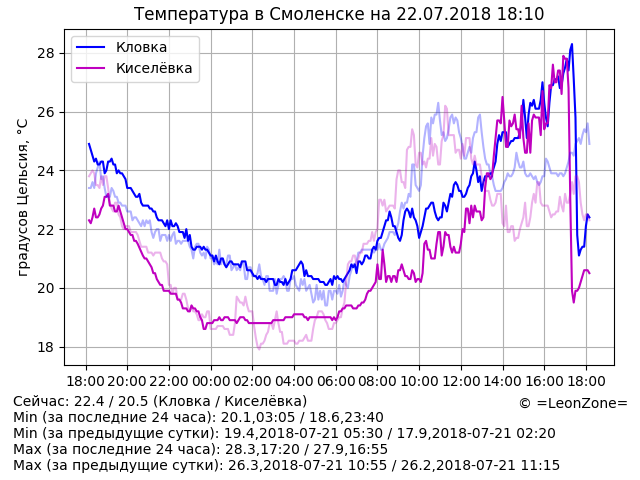 Температура в Смоленске на 22.07.2018 18:10
Кловка
Киселёвка
градусов Цельсия, °C
28
26
24
22
20
18
18:00 20:00 22:00 00:00 02:00 04:00 06:00 08:00 10:00 12:00 14:00 16:00 18:00
Сейчас: 22.4 / 20.5 (Кловка / Киселёвка)
© =LeonZone=
Min (за последние 24 часа): 20.1,03:05 / 18.6,23:40
Min (за предыдущие сутки): 19.4,2018-07-21 05:30 / 17.9,2018-07-21 02:20
Max (за последние 24 часа): 28.3,17:20 / 27.9,16:55
Max (за предыдущие сутки): 26.3,2018-07-21 10:55 / 26.2,2018-07-21 11:15